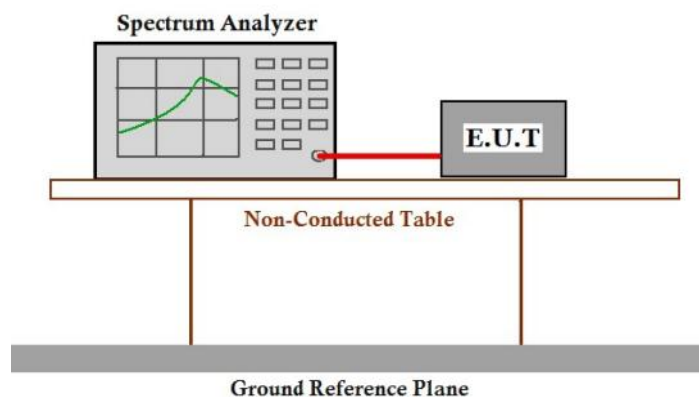 Spectrum Analyzer
E.U.T
Non-Conducted Table
Ground Reference Plane